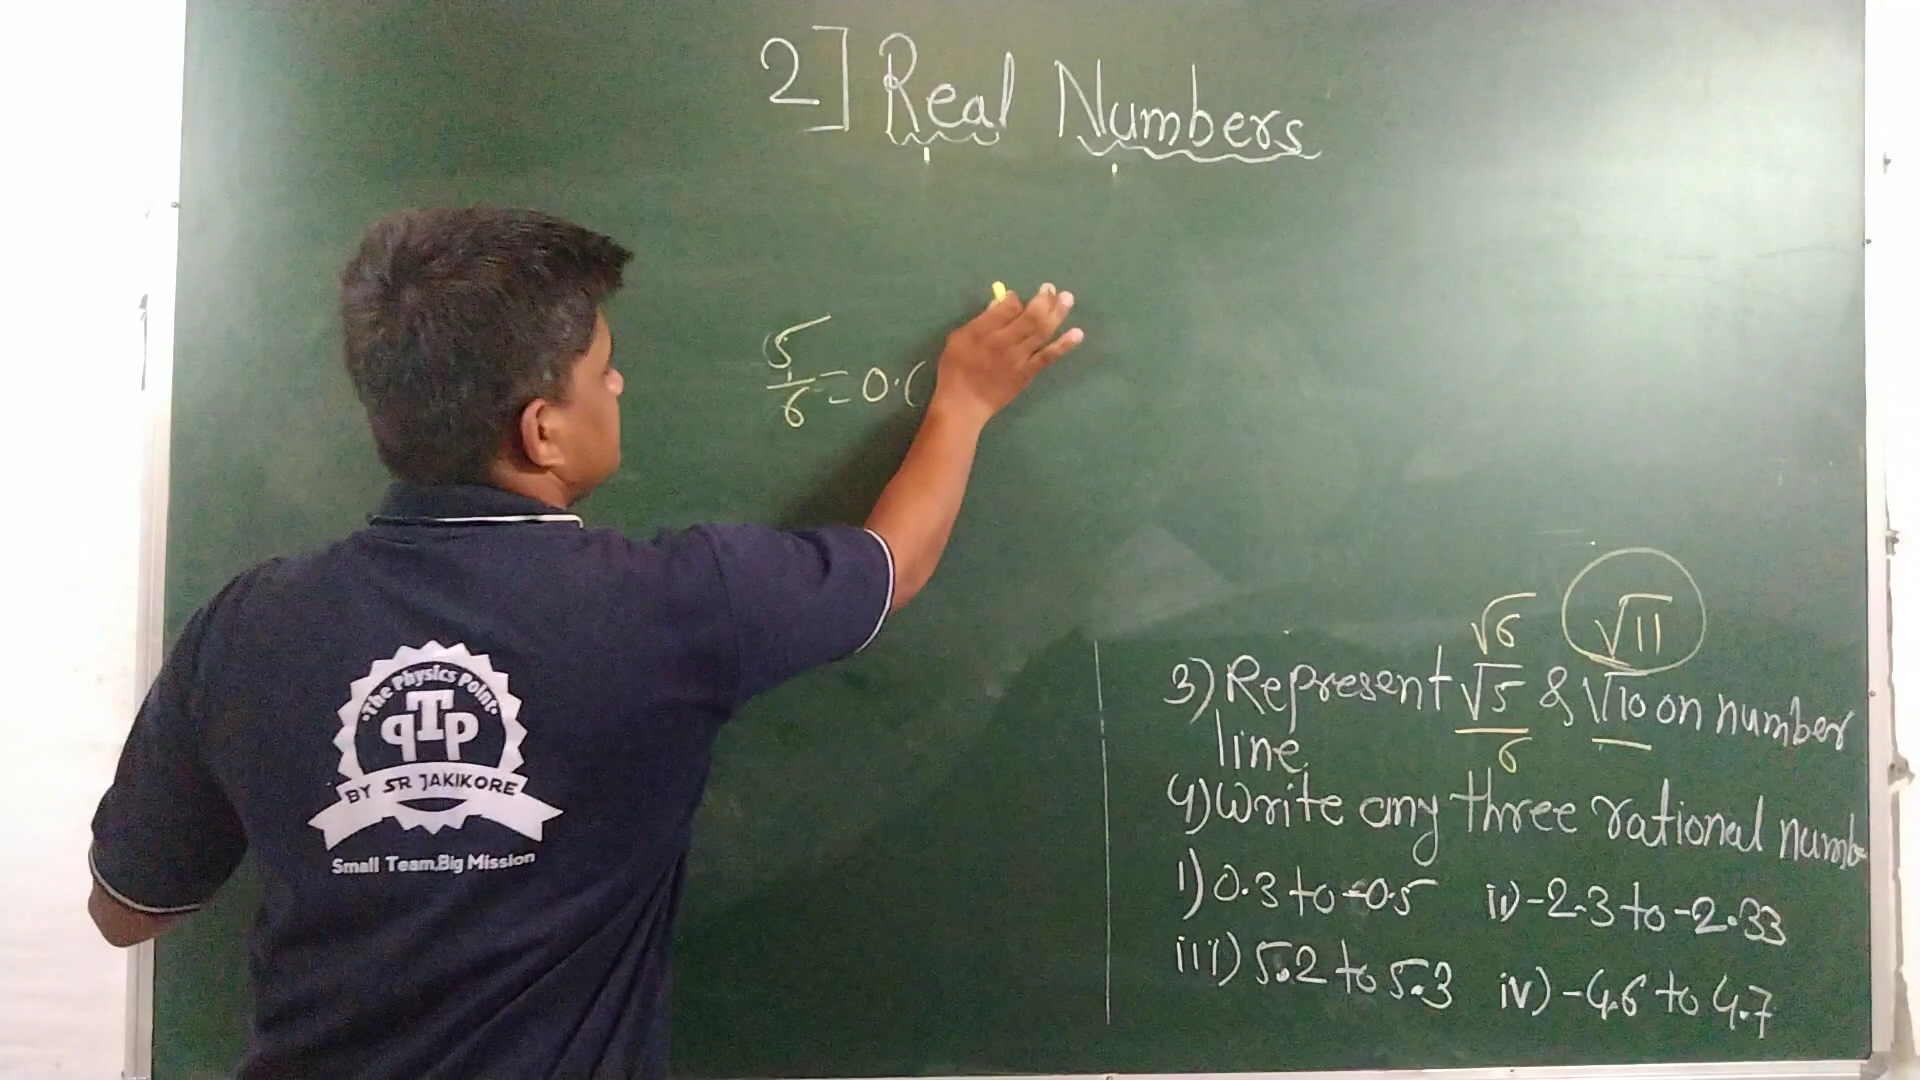 2] Real Numbers
5
6 = 0.
√6 √11
3) Represent √5 & √10 on number
line
6
4) Write any three rational numbe
i) 0.3 to -0.5 ii) -2.3 to -2.33
iii) 5.2 to 5.3 iv) -4.6 to 4.7
The Physics Point
pTp
BY SR JAKIKORE
Small Team.Big Mission